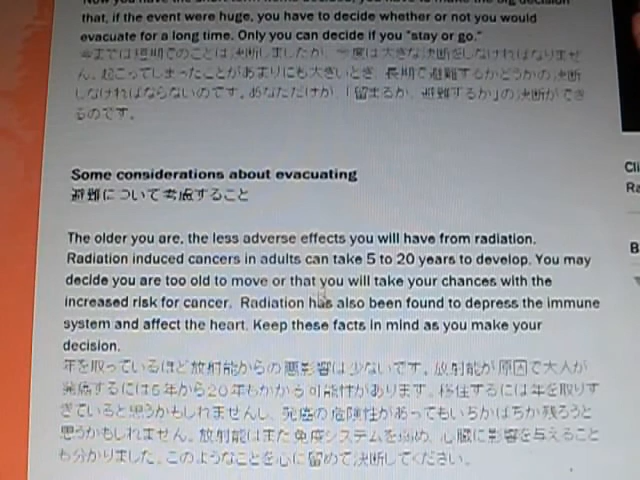 that, if the event were huge, you have to decide whether or not you would
evacuate for a long time. Only you can decide if you "stay or go."
今までは短期でのことは決断しましたが、今度は大きな決断をしなければなりませ
ん。起こってしまったことがあまりにも大きいとき、長期で避難するかどうかの決断
しなければならないのです。あなただけが、「留まるか、避難するか」の決断ができ
るのです。
Some considerations about evacuating
避難について考慮すること
The older you are, the less adverse effects you will have from radiation.
Radiation induced cancers in adults can take 5 to 20 years to develop. You may
decide you are too old to move or that you will take your chances with the
increased risk for cancer. Radiation has also been found to depress the immune
system and affect the heart. Keep these facts in mind as you make your
decision.
年を取っているほど放射能からの悪影響は少ないです。放射能が原因で大人が
発癌するには5年から20年もかかる可能性があります。移住するには年を取りす
ぎていると思うかもしれませんし、発癌の危険性があってもいちかばちか残ろうと
思うかもしれません。放射能はまた免疫システムを弱め、心臓に影響を与えること
も分かりました。このようなことを心に留めて決断してください。
Cli
Ra
B